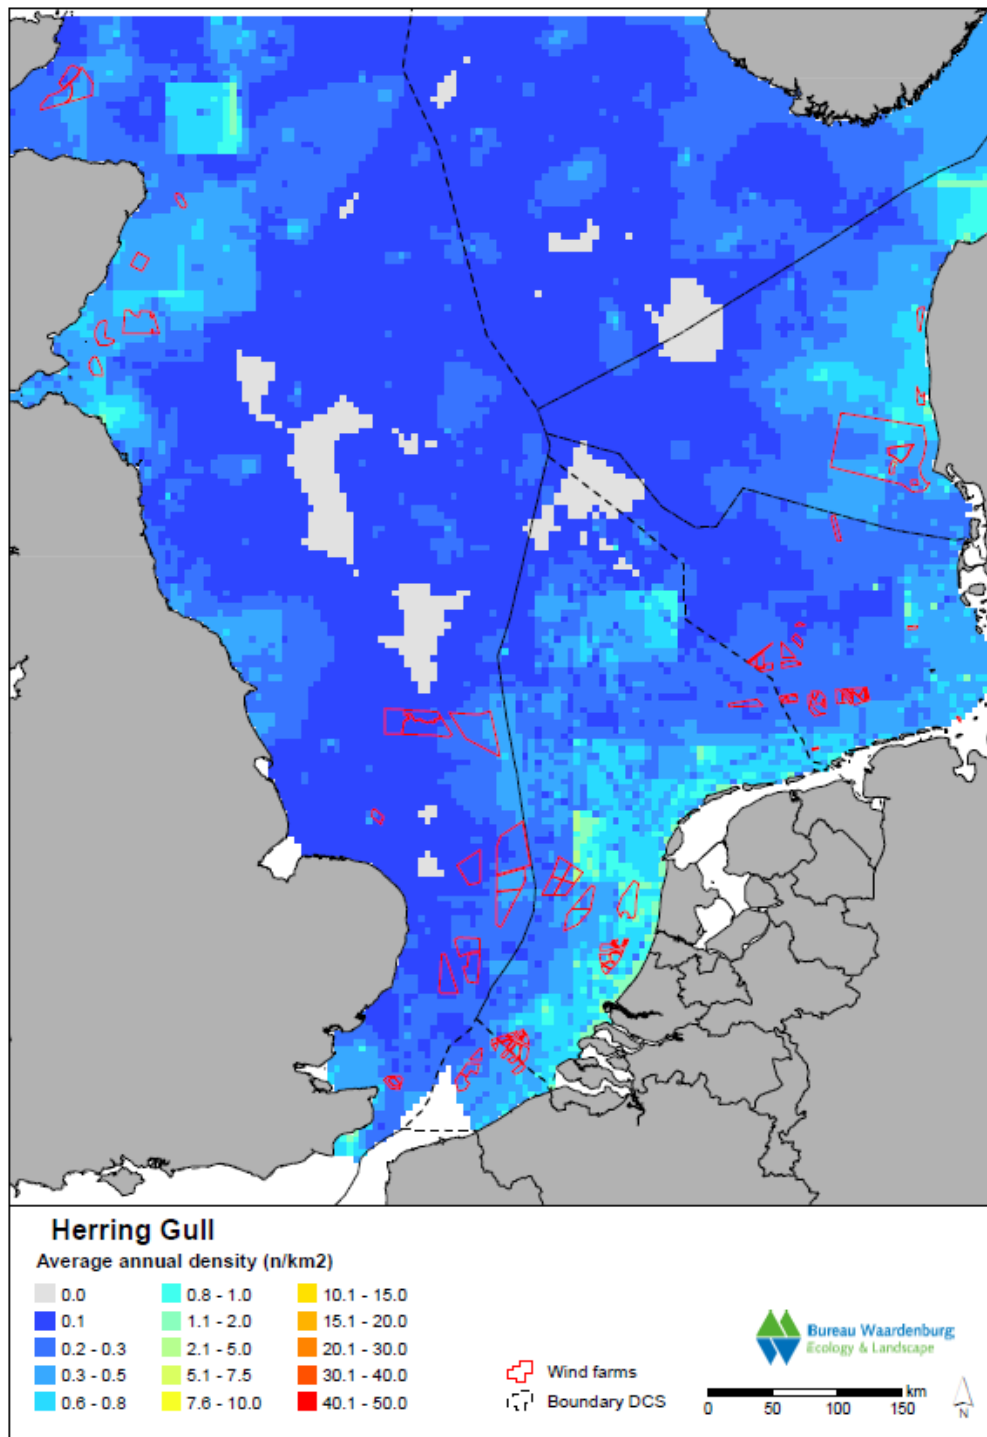 Herring Gull
Average annual density (n/km2)
0.0
0.1
0.2 - 0.3
0.3 - 0.5
0.6 - 0.8
0.8 - 1.0
1.1 - 2.0
2.1 - 5.0
5.1 - 7.5
7.6 - 10.0
10.1 - 15.0
15.1 - 20.0
20.1 - 30.0
30.1 - 40.0
40.1 - 50.0
Wind farms
Boundary DCS
Bureau Waardenburg
Ecology & Landscape
km
0 50 100 150
N